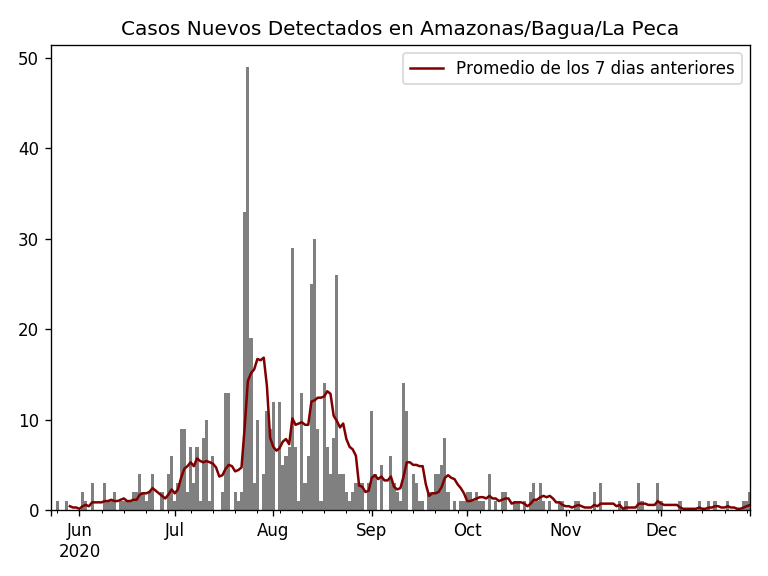 Casos Nuevos Detectados en Amazonas/Bagua/La Peca
Promedio de los 7 dias anteriores
50
40
30
20
10
0
Jun Jul Aug Sep Oct Nov Dec
2020